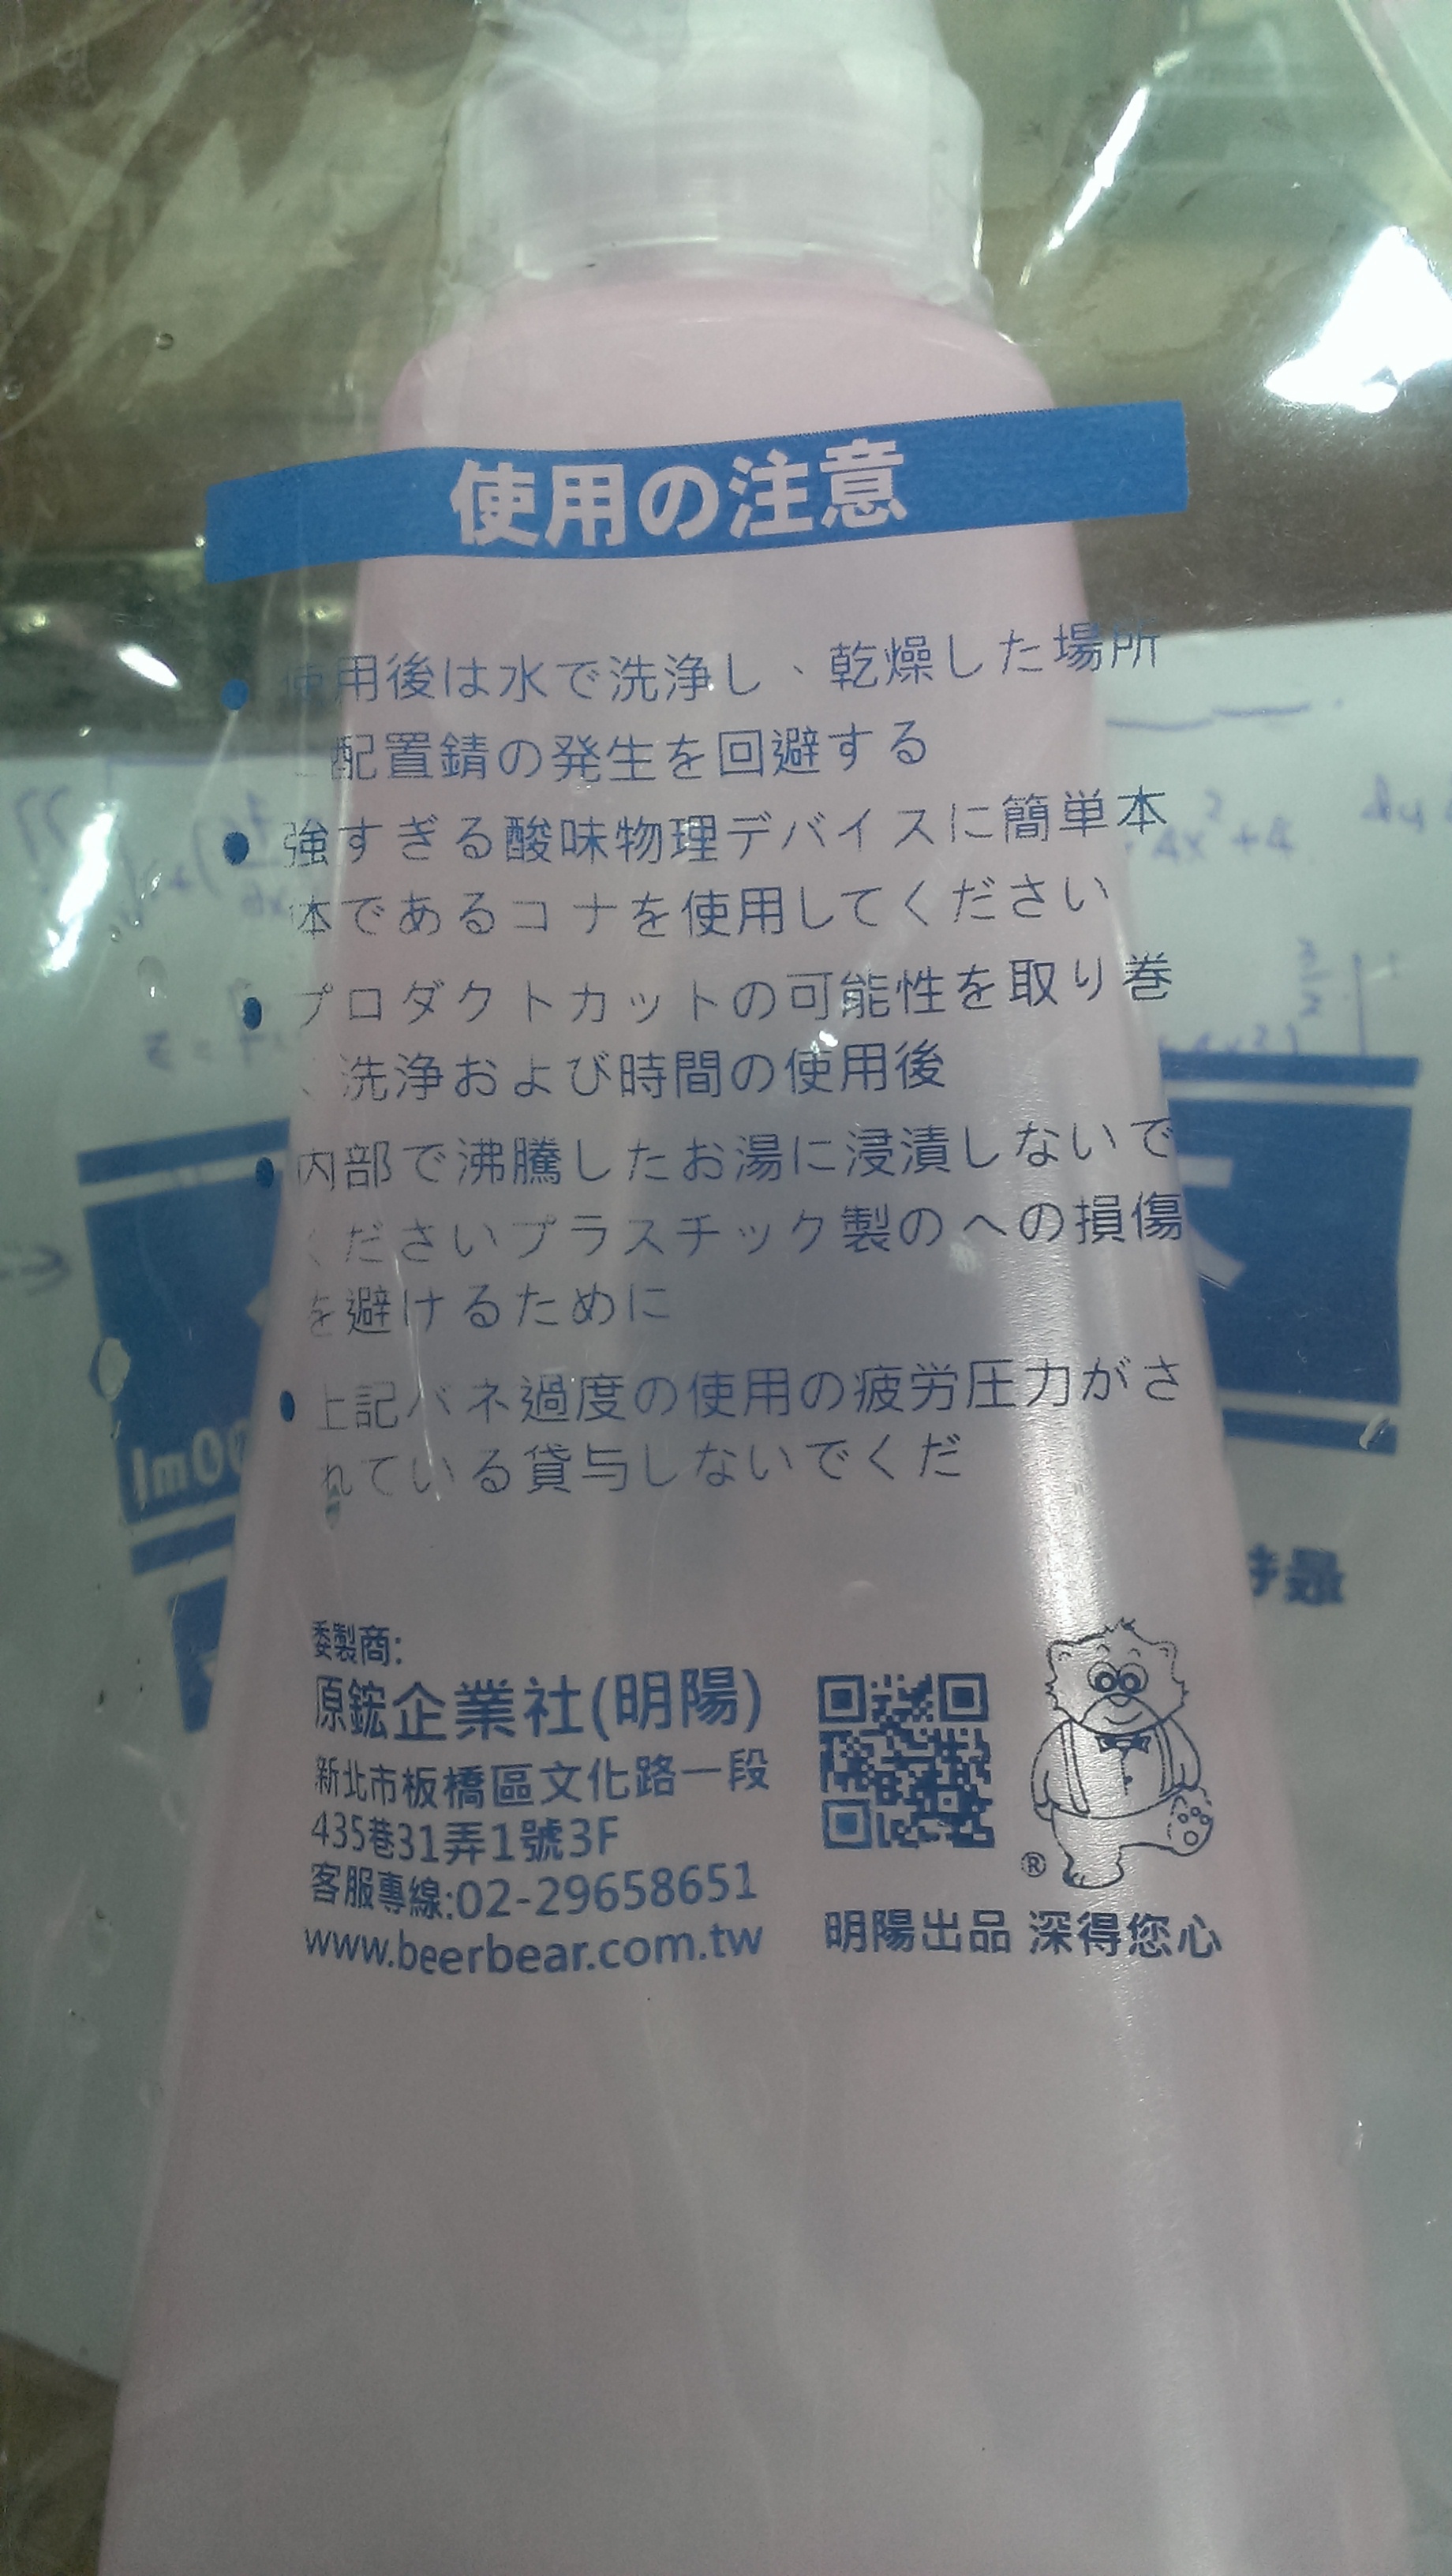 使用の注意
使用後は水で洗浄し、乾燥した場所
配置錆の発生を回避する
強すぎる酸味物理デバイスに簡単本
体であるコナを使用してください
プロダクトカットの可能性を取り巻
、洗浄および時間の使用後
内部で沸騰したお湯に浸漬しないで
くださいプラスチック製のへの損傷
を避けるために
上記バネ過度の使用の疲労圧力がさ
れている貸与しないでくだ
委製商:
原鋐企業社(明陽)
新北市板橋區文化路一段
435巷31弄1號3F
客服專線:02-29658651
www.beerbear.com.tw
®
明陽出品 深得您心
4x²+4
du